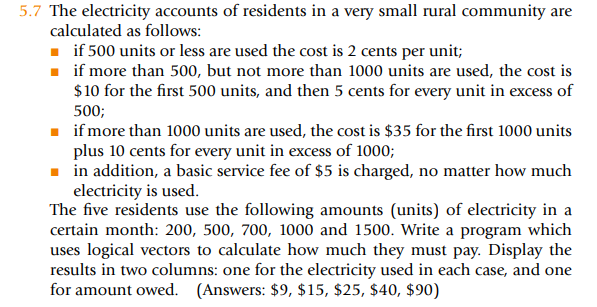 5.7 The electricity accounts of residents in a very small rural community are
calculated as follows:
■ if 500 units or less are used the cost is 2 cents per unit;
■ if more than 500, but not more than 1000 units are used, the cost is
$10 for the first 500 units, and then 5 cents for every unit in excess of
500;
■ if more than 1000 units are used, the cost is $35 for the first 1000 units
plus 10 cents for every unit in excess of 1000;
■ in addition, a basic service fee of $5 is charged, no matter how much
electricity is used.
The five residents use the following amounts (units) of electricity in a
certain month: 200, 500, 700, 1000 and 1500. Write a program which
uses logical vectors to calculate how much they must pay. Display the
results in two columns: one for the electricity used in each case, and one
for amount owed. (Answers: $9, $15, $25, $40, $90)